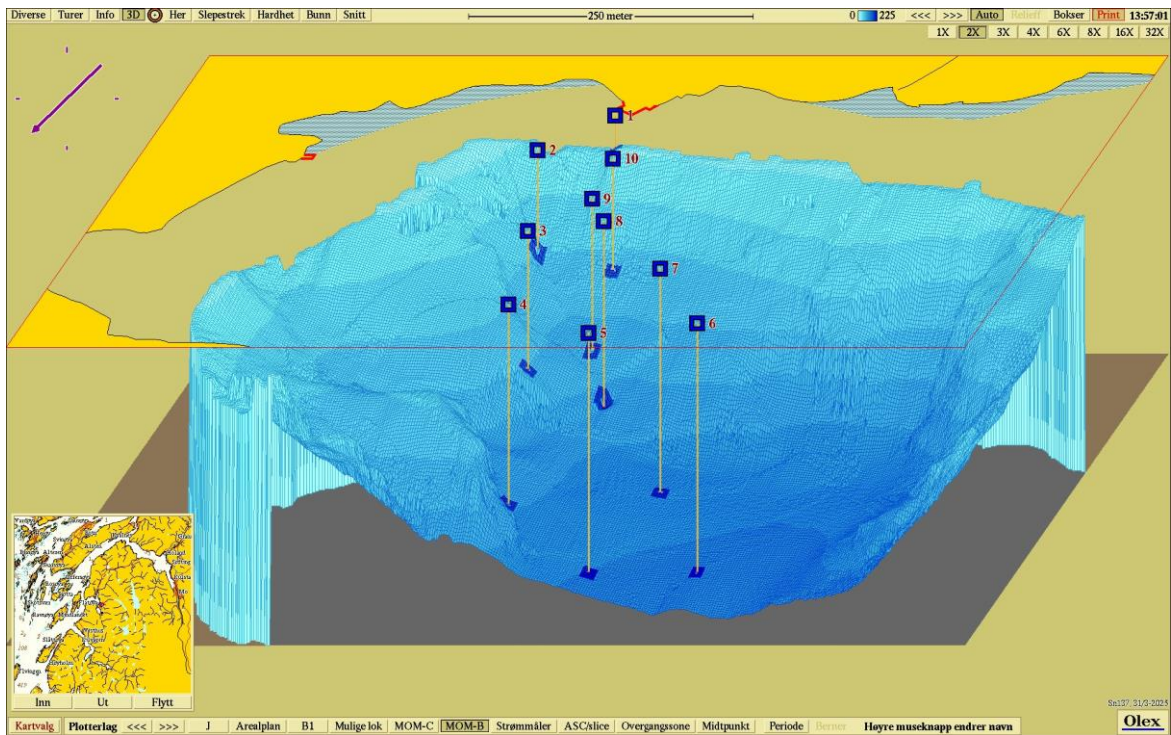 Diverse Turer Info 3D Her Slepestrek Hardhet Bunn Snitt 250 meter 0 225 <<< >>> Auto Relieff Bokser Print 13:57:01
1X 2X 3X 4X 6X 8X 16X 32X
1
2
10
9
8
3
7
4
6
5
Inn Ut Flytt
Sn137, 31/3-2025
Kartvalg Plotterlag <<< >>> J Arealplan B1 Mulige lok MOM-C MOM-B Strømmåler ASC/slice Overgangssone Midtpunkt Periode Berner Høyre museknapp endrer navn Olex